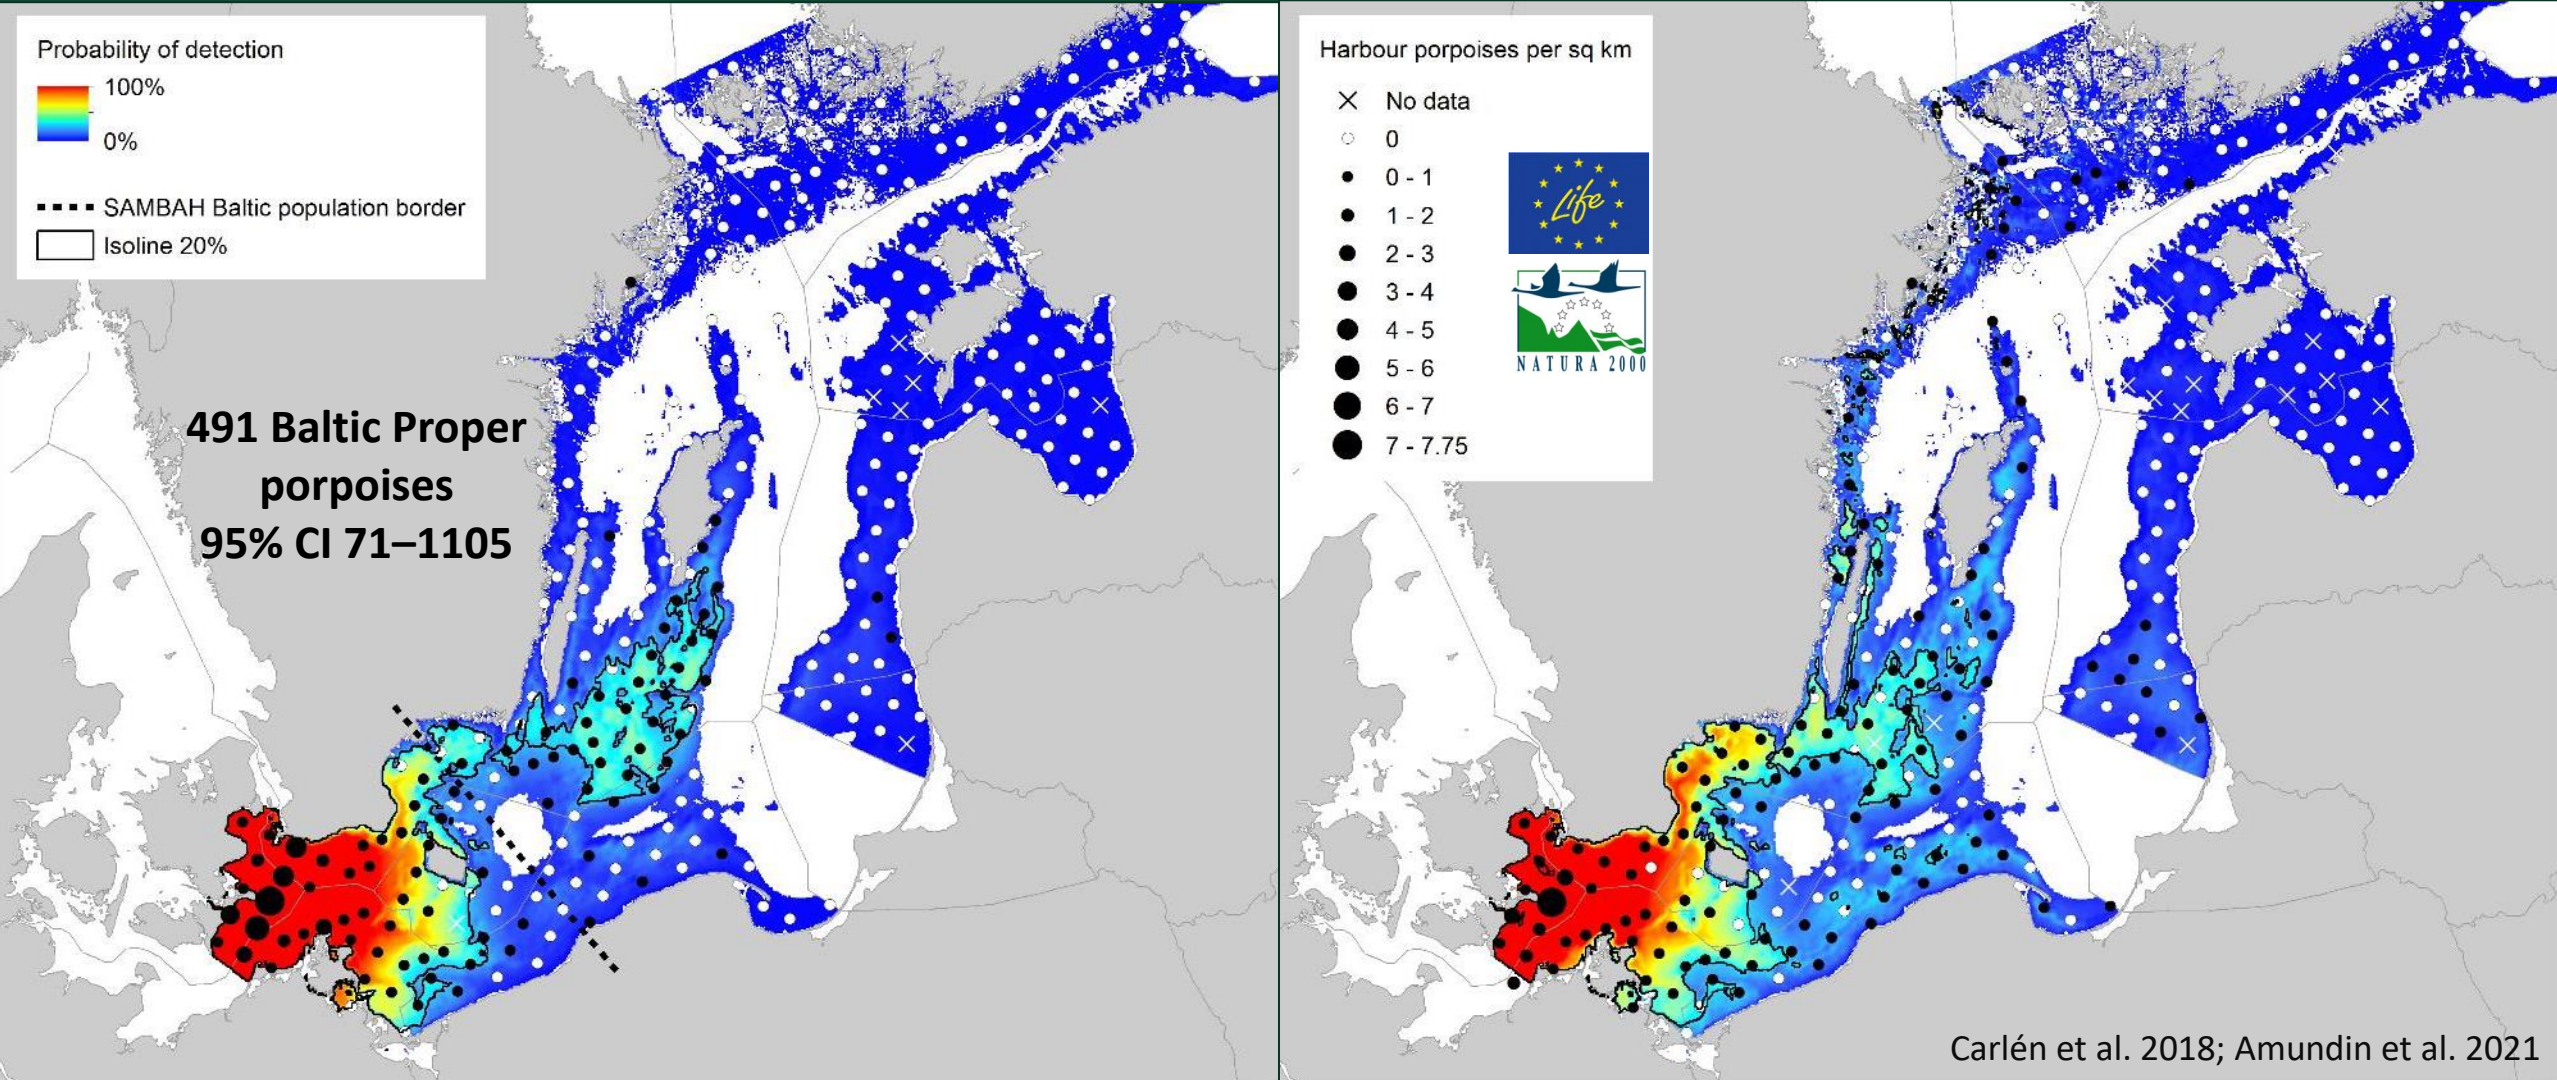 Probability of detection
100%
0%
SAMBAH Baltic population border
Isoline 20%
491 Baltic Proper
porpoises
95% CI 71–1105
Harbour porpoises per sq km
No data
0
0 - 1
1 - 2
2 - 3
3 - 4
4 - 5
5 - 6
6 - 7
7 - 7.75
Life
NATURA 2000
Carlén et al. 2018; Amundin et al. 2021